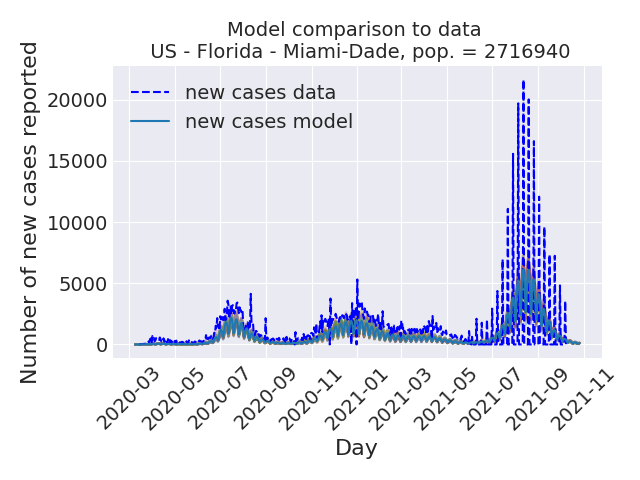 Model comparison to data
US - Florida - Miami-Dade, pop. = 2716940
Number of new cases reported
new cases data
new cases model
20000
15000
10000
5000
0
2020-03
2020-05
2020-07
2020-09
2020-11
2021-01
2021-03
2021-05
2021-07
2021-09
2021-11
Day